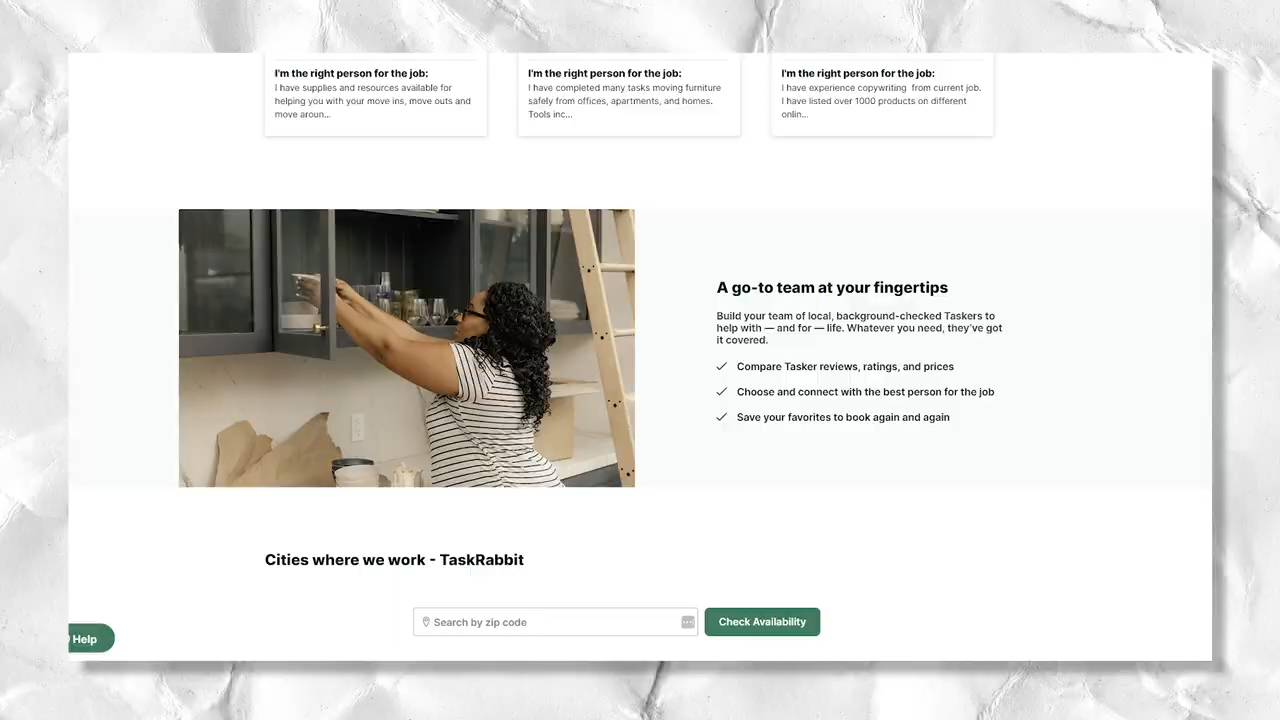 I'm the right person for the job:
I have supplies and resources available for
helping you with your move ins, move outs and
move aroun...
I'm the right person for the job:
I have completed many tasks moving furniture
safely from offices, apartments, and homes.
Tools inc...
I'm the right person for the job:
I have experience copywriting from current job.
I have listed over 1000 products on different
onlin...
A go-to team at your fingertips
Build your team of local, background-checked Taskers to
help with — and for — life. Whatever you need, they've got
it covered.
Compare Tasker reviews, ratings, and prices
Choose and connect with the best person for the job
Save your favorites to book again and again
Cities where we work - TaskRabbit
Search by zip code
Check Availability
Help